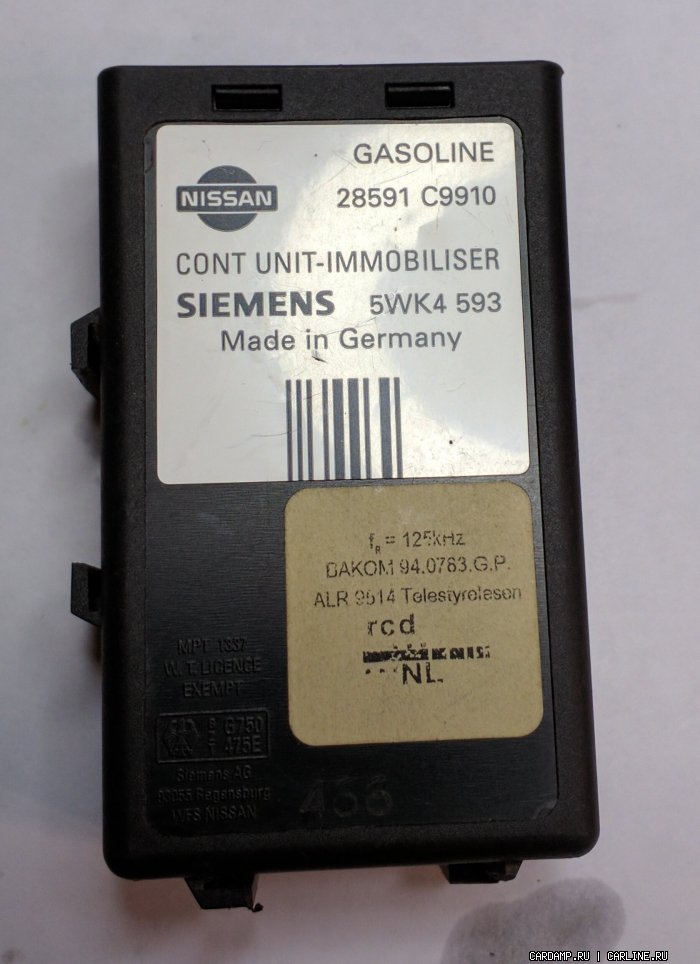 GASOLINE
NISSAN
28591 C9910
CONT UNIT-IMMOBILISER
SIEMENS 5WK4 593
Made in Germany
fR = 125kHz
DAKOM 94.0783.G.P.
ALR 9514 Telestyrelsen
rcd
NL
MPT 1337
W. T. LICENCE
EXEMPT
B Z T G750
475E
Siemens AG
93055 Regensburg
WFS NISSAN
436
CARDAMP.RU | CARLINE.RU